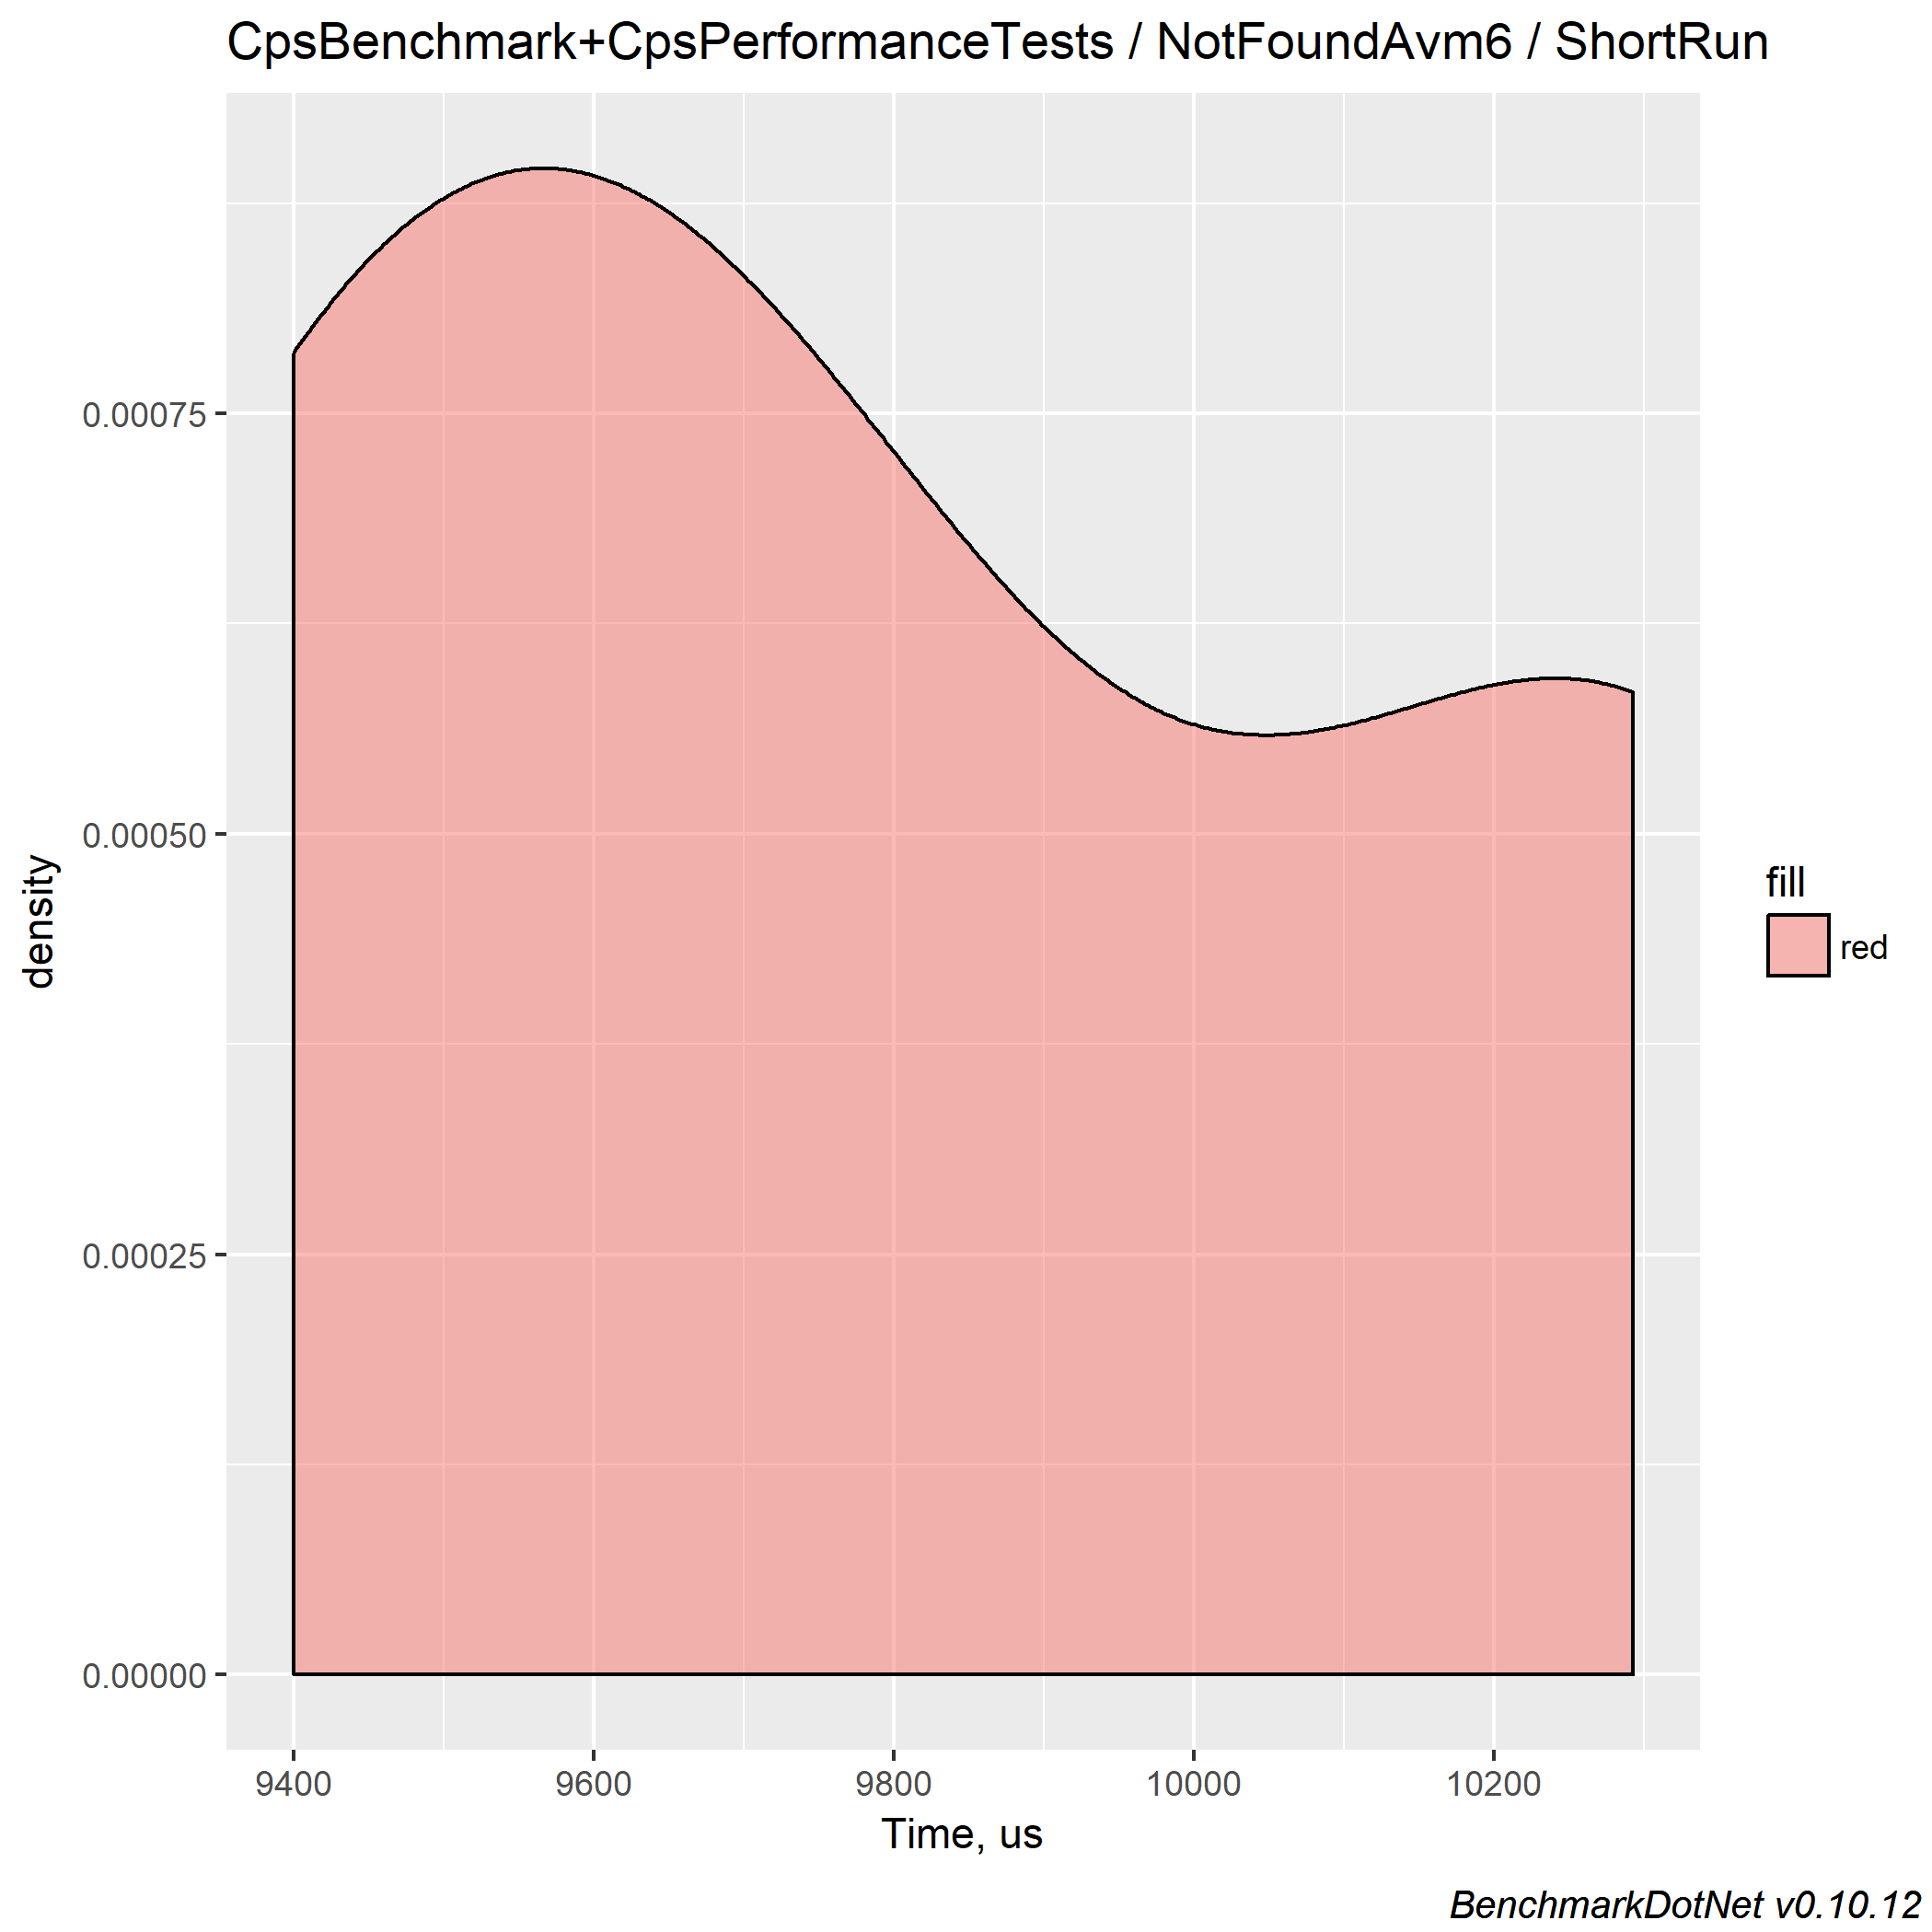 CpsBenchmark+CpsPerformanceTests / NotFoundAvm6 / ShortRun
0.00075
0.00050
0.00025
0.00000
density
9400 9600 9800 10000 10200
Time, us
fill
red
BenchmarkDotNet v0.10.12